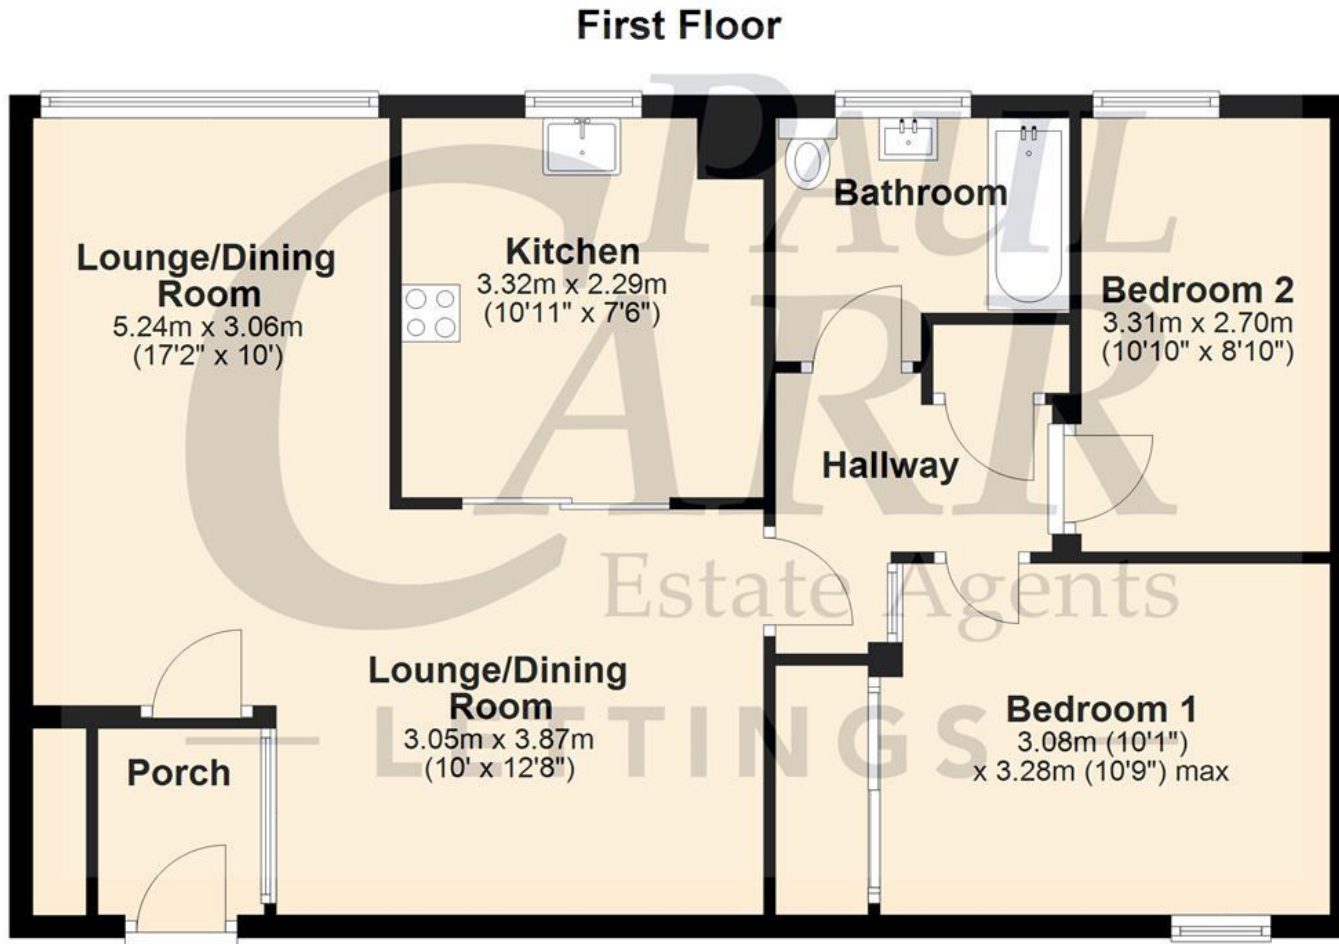 First Floor
Lounge/Dining
Room
5.24m x 3.06m
(17'2" x 10')
Kitchen
3.32m x 2.29m
(10'11" x 7'6")
Bathroom
Bedroom 2
3.31m x 2.70m
(10'10" x 8'10")
Hallway
Lounge/Dining
Room
3.05m x 3.87m
(10' x 12'8")
Porch
Bedroom 1
3.08m (10'1")
x 3.28m (10'9") max
PAUL
CARR
Estate Agents
LETTINGS